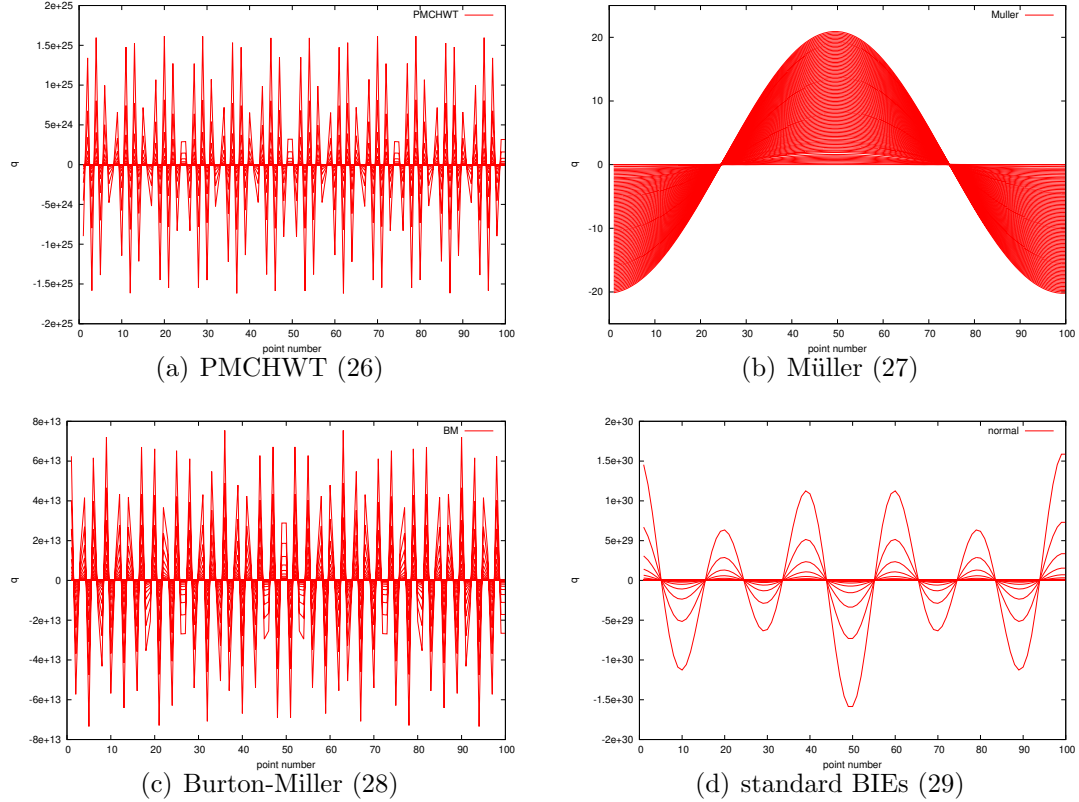 PMCHWT
2e+25
1.5e+25
1e+25
5e+24
0
-5e+24
-1e+25
-1.5e+25
-2e+25
q
0 10 20 30 40 50 60 70 80 90 100
point number
(a) PMCHWT (26)
Muller
20
10
0
-10
-20
q
0 20 40 60 80 100
point number
(b) Müller (27)
BM
8e+13
6e+13
4e+13
2e+13
0
-2e+13
-4e+13
-6e+13
-8e+13
q
0 10 20 30 40 50 60 70 80 90 100
point number
(c) Burton-Miller (28)
normal
2e+30
1.5e+30
1e+30
5e+29
0
-5e+29
-1e+30
-1.5e+30
-2e+30
q
0 10 20 30 40 50 60 70 80 90 100
point number
(d) standard BIEs (29)